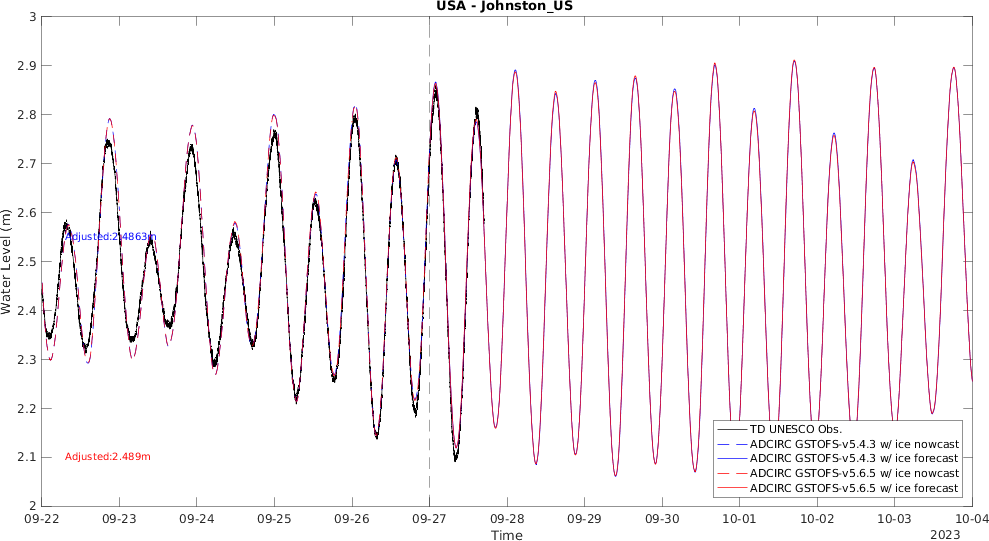 USA - Johnston_US
3
2.9
2.8
2.7
2.6
2.5
2.4
2.3
2.2
2.1
2
Water Level (m)
Adjusted:2.4863m
Adjusted:2.489m
TD UNESCO Obs.
ADCIRC GSTOFS-v5.4.3 w/ ice nowcast
ADCIRC GSTOFS-v5.4.3 w/ ice forecast
ADCIRC GSTOFS-v5.6.5 w/ ice nowcast
ADCIRC GSTOFS-v5.6.5 w/ ice forecast
09-22 09-23 09-24 09-25 09-26 09-27 09-28 09-29 09-30 10-01 10-02 10-03 10-04
Time
2023